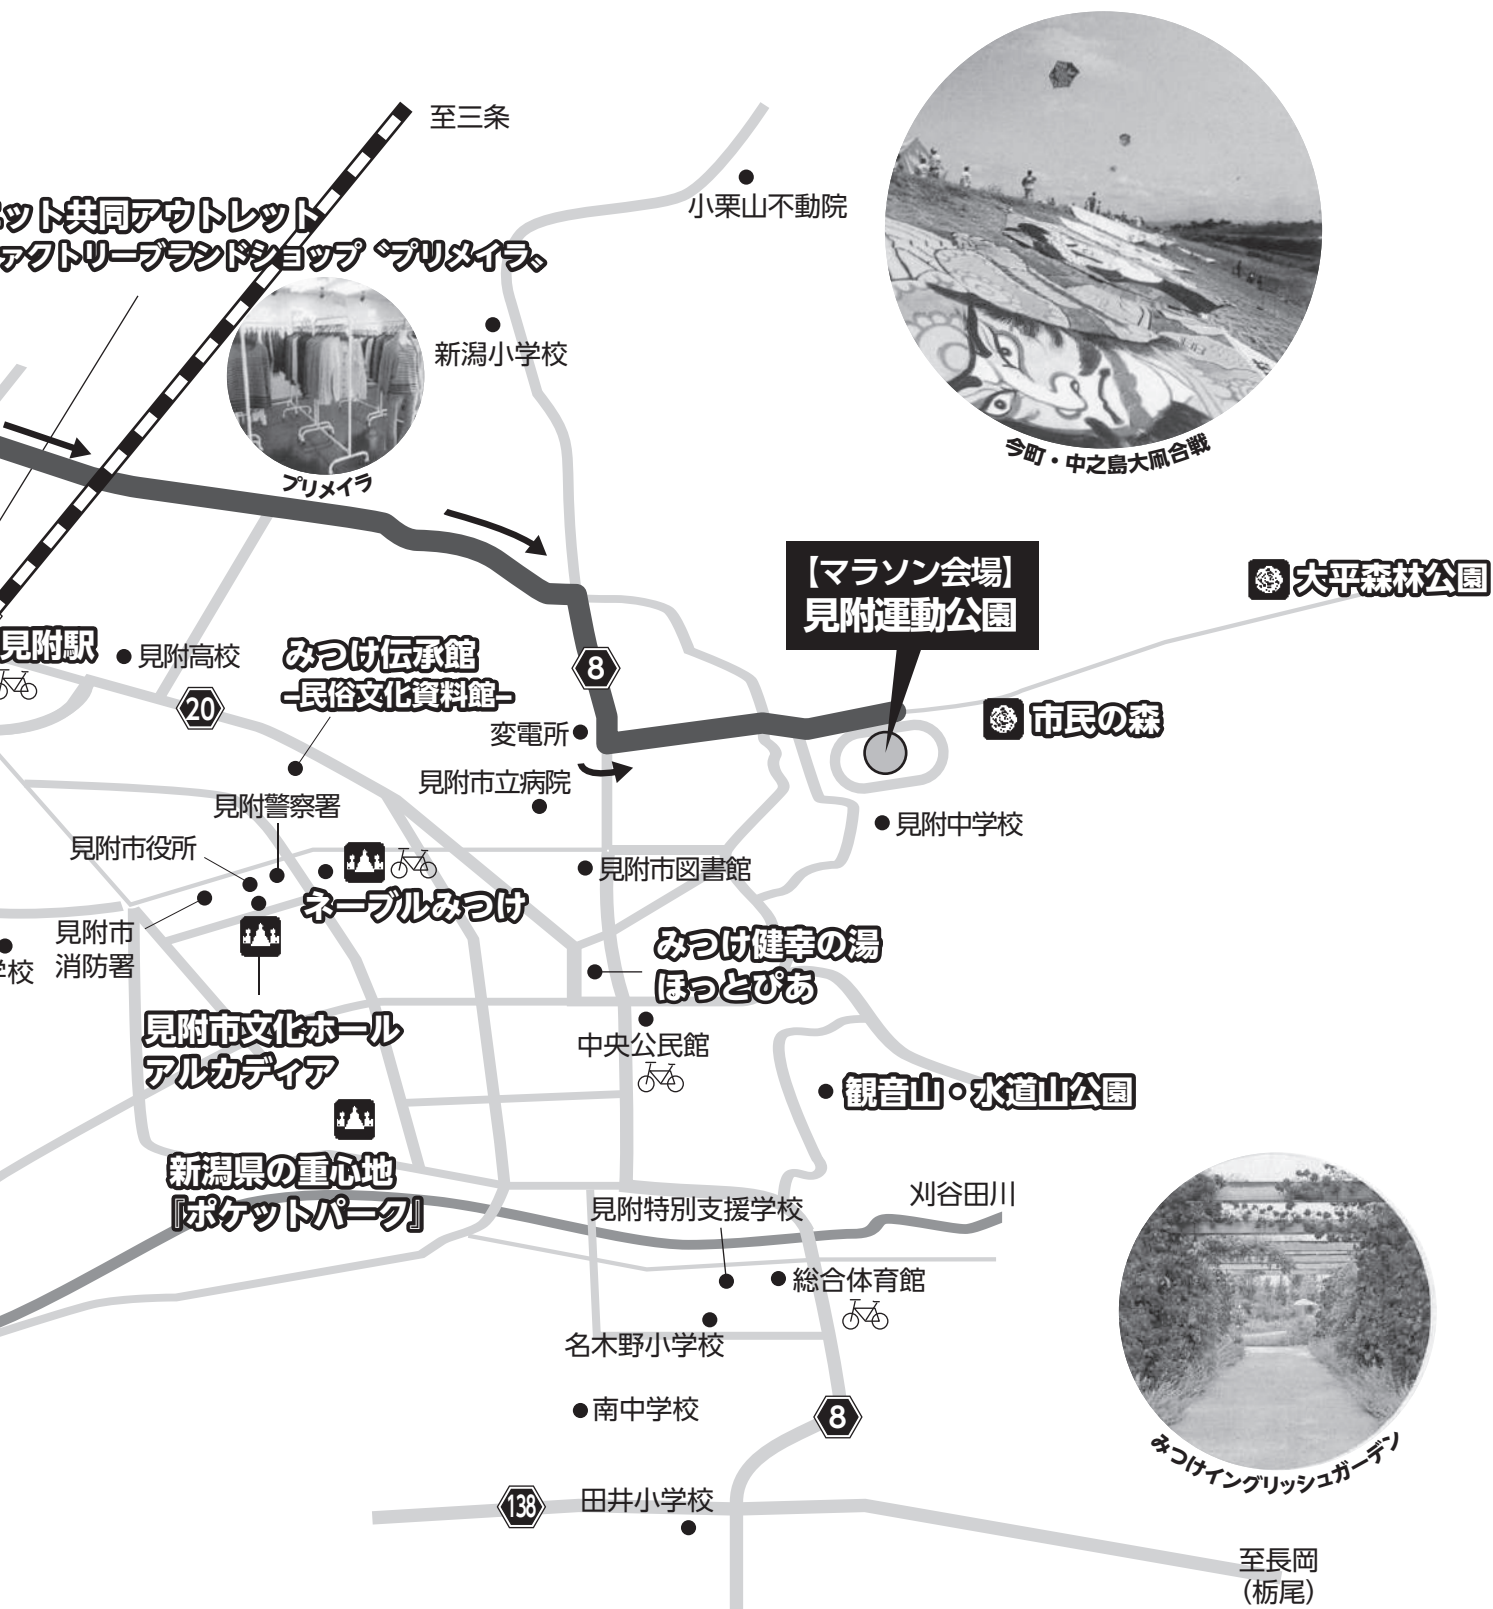 至三条
小栗山不動院
ット共同アウトレット
ァクトリーブランドショップ〝プリメイラ〟
新潟小学校
プリメイラ
今町・中之島大凧合戦
【マラソン会場】
見附運動公園
大平森林公園
市民の森
見附駅
見附高校
20
みつけ伝承館
−民俗文化資料館−
8
変電所
見附市立病院
見附警察署
見附市役所
見附中学校
見附市図書館
ネーブルみつけ
見附市
消防署
学校
みつけ健幸の湯
ほっとぴあ
見附市文化ホール
アルカディア
中央公民館
観音山・水道山公園
新潟県の重心地
『ポケットパーク』
見附特別支援学校
刈谷田川
総合体育館
名木野小学校
南中学校
8
138
田井小学校
みつけイングリッシュガーデン
至長岡
（栃尾）